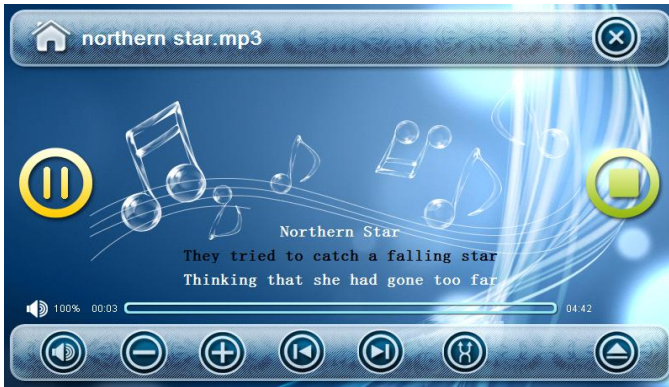 northern star.mp3
Northern Star
They tried to catch a falling star
Thinking that she had gone too far
100% 00:03 04:42